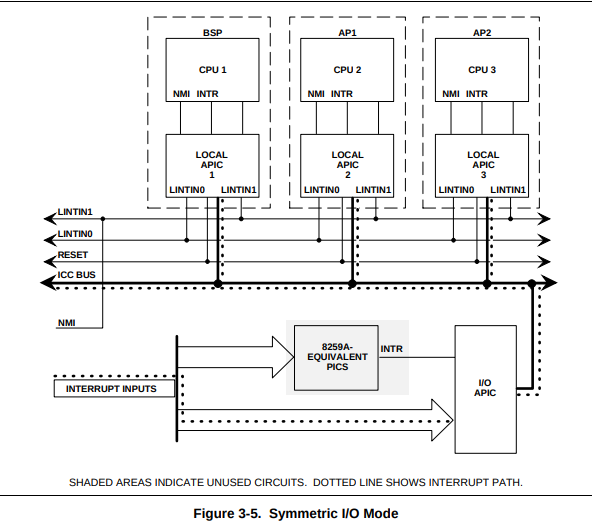 BSP
AP1
AP2
CPU 1
CPU 2
CPU 3
NMI INTR
NMI INTR
NMI INTR
LOCAL
APIC
1
LOCAL
APIC
2
LOCAL
APIC
3
LINTIN0 LINTIN1
LINTIN0 LINTIN1
LINTIN0 LINTIN1
LINTIN1
LINTIN0
RESET
ICC BUS
NMI
8259A-
EQUIVALENT
PICS
INTR
INTERRUPT INPUTS
I/O
APIC
SHADED AREAS INDICATE UNUSED CIRCUITS. DOTTED LINE SHOWS INTERRUPT PATH.
Figure 3-5. Symmetric I/O Mode